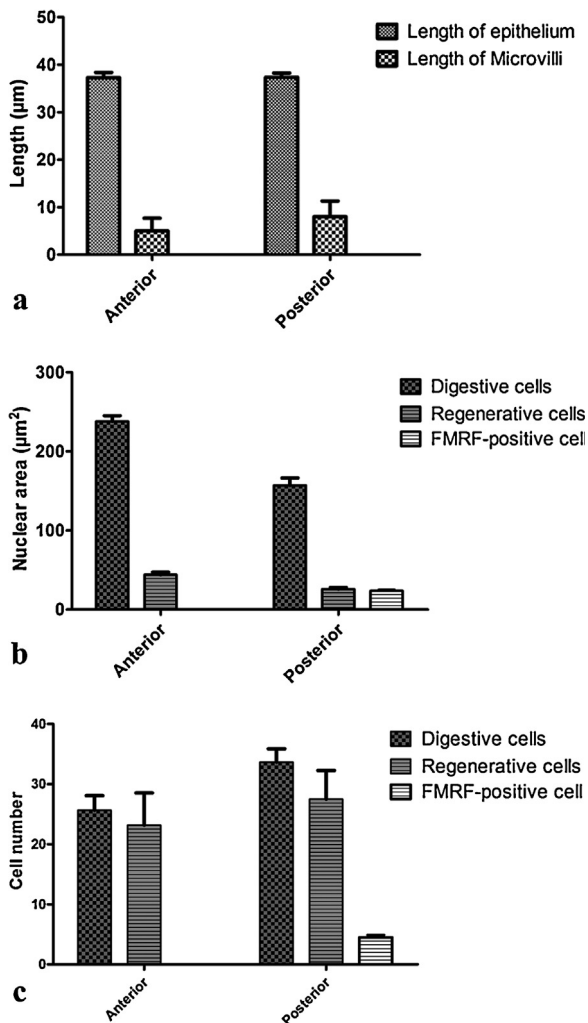 50
40
30
20
10
0
Length (µm)
Length of epithelium
Length of Microvilli
Anterior
Posterior
a
300
200
100
0
Nuclear area (µm²)
Digestive cells
Regenerative cells
FMRF-positive cell
Anterior
Posterior
b
40
30
20
10
0
Cell number
Digestive cells
Regenerative cells
FMRF-positive cell
Anterior
Posterior
c